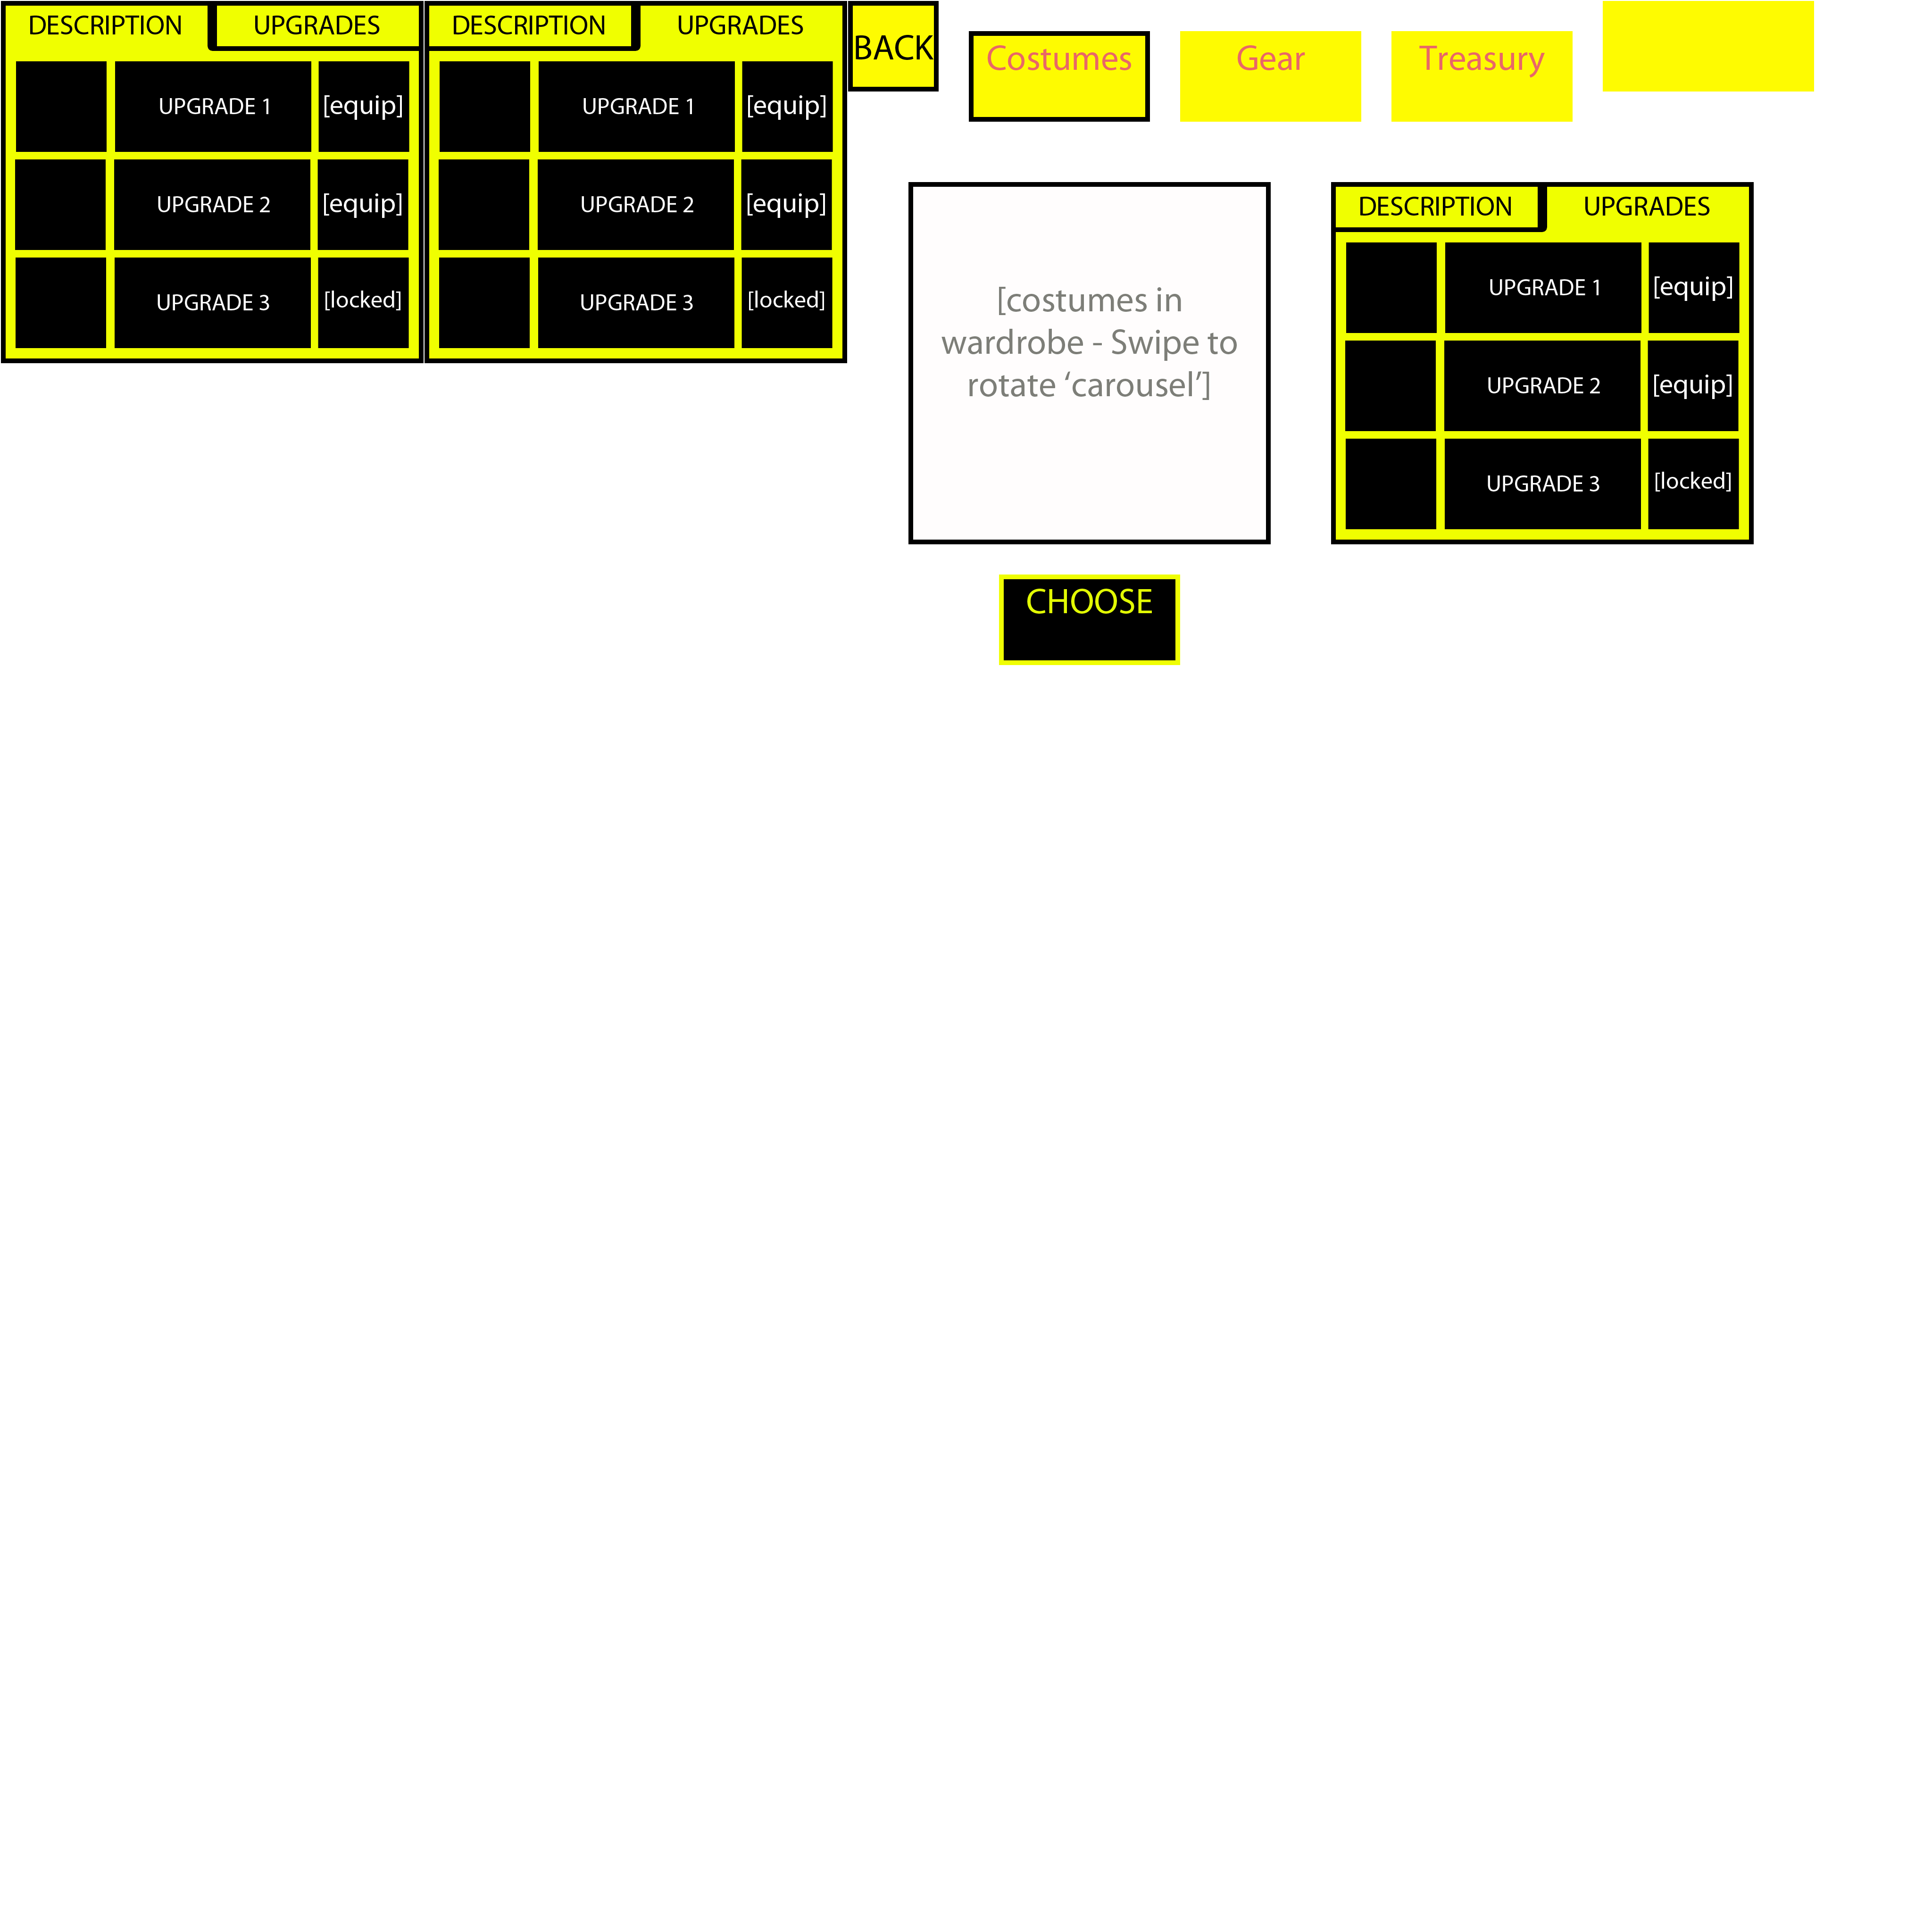 DESCRIPTION UPGRADES
UPGRADE 1 [equip]
UPGRADE 2 [equip]
UPGRADE 3 [locked]
DESCRIPTION UPGRADES
UPGRADE 1 [equip]
UPGRADE 2 [equip]
UPGRADE 3 [locked]
BACK
Costumes
Gear
Treasury
[costumes in
wardrobe - Swipe to
rotate ‘carousel’]
CHOOSE
DESCRIPTION UPGRADES
UPGRADE 1 [equip]
UPGRADE 2 [equip]
UPGRADE 3 [locked]